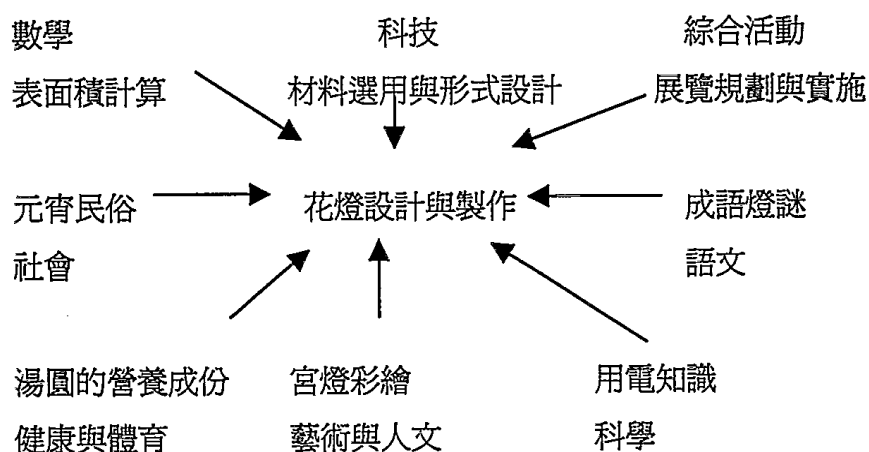 數學 科技 綜合活動
表面積計算 材料選用與形式設計 展覽規劃與實施
元宵民俗 花燈設計與製作 成語燈謎
社會 語文
湯圓的營養成份 宮燈彩繪 用電知識
健康與體育 藝術與人文 科學